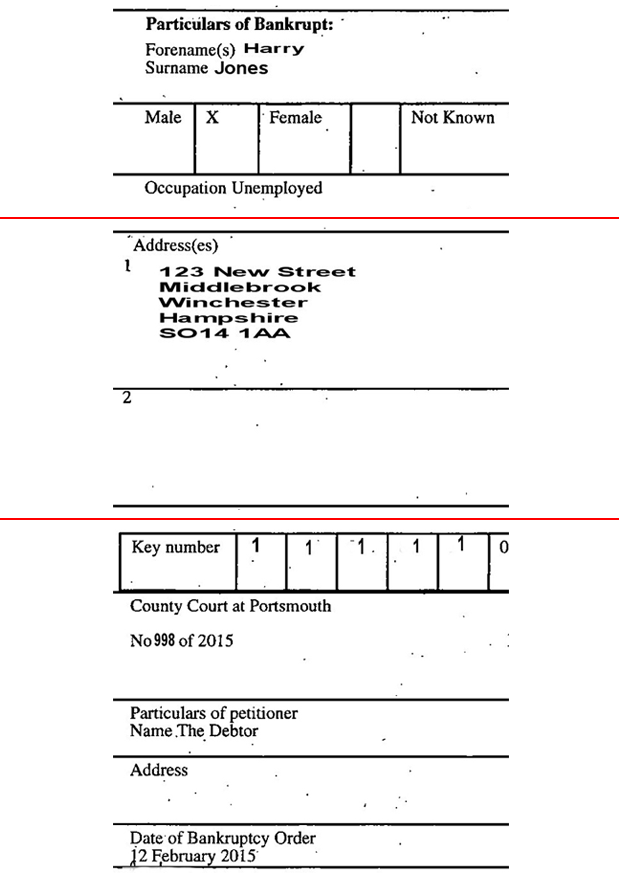 Particulars of Bankrupt:
Forename(s) Harry
Surname Jones
Male X Female Not Known
Occupation Unemployed
Address(es)
1
123 New Street
Middlebrook
Winchester
Hampshire
SO14 1AA
2
Key number 1 1 1 1 1 0
County Court at Portsmouth
No 998 of 2015
Particulars of petitioner
Name The Debtor
Address
Date of Bankruptcy Order
12 February 2015